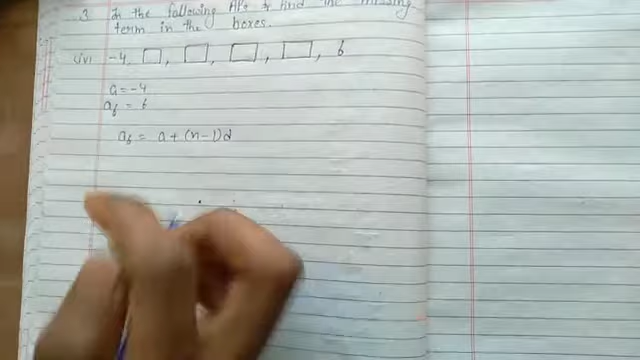 3. In the following APs & find the missing
term in the boxes.
(iv) -4, □, □, □, □, 6
a = -4
a₆ = 6
a₆ = a + (n-1)d